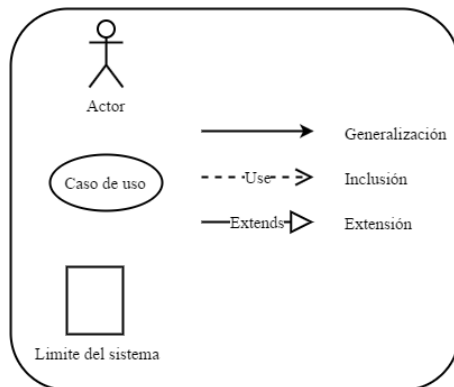 Actor
Generalización
Caso de uso
Use
Inclusión
Extends
Extensión
Limite del sistema